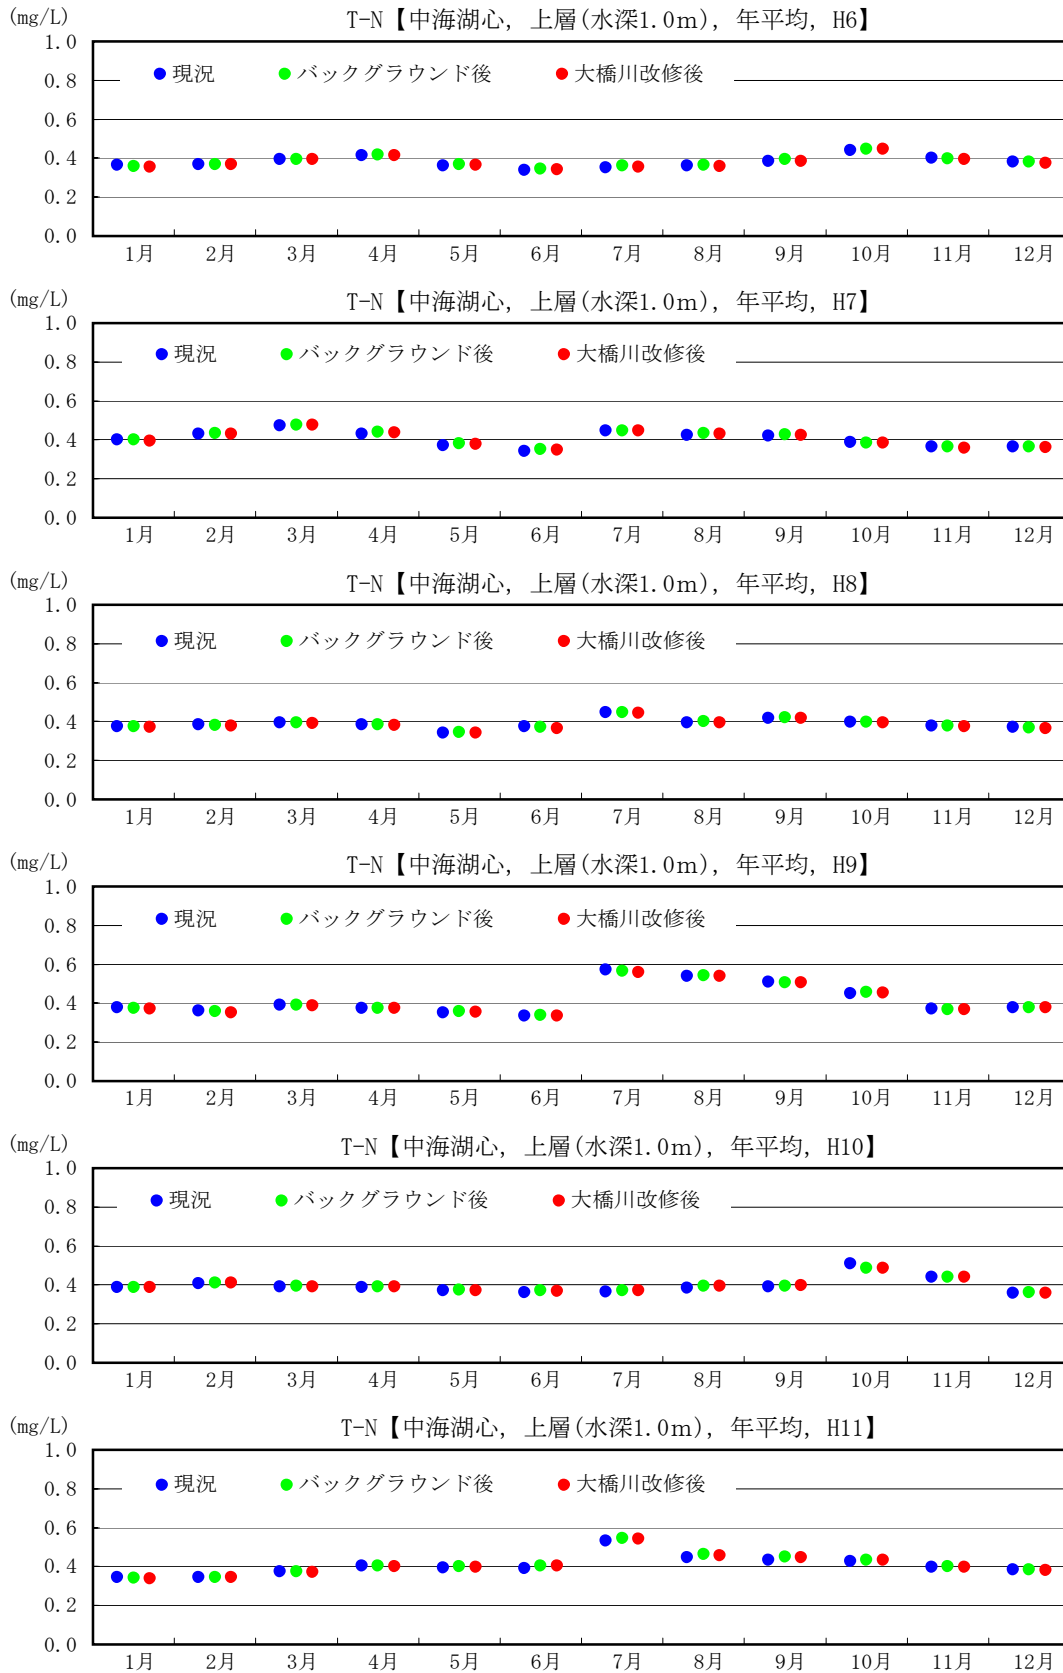 (mg/L) T-N【中海湖心, 上層(水深1.0m), 年平均, H6】
1.0
0.8 現況 バックグラウンド後 大橋川改修後
0.6
0.4
0.2
0.0
1月 2月 3月 4月 5月 6月 7月 8月 9月 10月 11月 12月
(mg/L) T-N【中海湖心, 上層(水深1.0m), 年平均, H7】
1.0
現況 バックグラウンド後 大橋川改修後
0.8
0.6
0.4
0.2
0.0
1月 2月 3月 4月 5月 6月 7月 8月 9月 10月 11月 12月
(mg/L) T-N【中海湖心, 上層(水深1.0m), 年平均, H8】
1.0
0.8 現況 バックグラウンド後 大橋川改修後
0.6
0.4
0.2
0.0
1月 2月 3月 4月 5月 6月 7月 8月 9月 10月 11月 12月
(mg/L) T-N【中海湖心, 上層(水深1.0m), 年平均, H9】
1.0
0.8 現況 バックグラウンド後 大橋川改修後
0.6
0.4
0.2
0.0
1月 2月 3月 4月 5月 6月 7月 8月 9月 10月 11月 12月
(mg/L) T-N【中海湖心, 上層(水深1.0m), 年平均, H10】
1.0
0.8 現況 バックグラウンド後 大橋川改修後
0.6
0.4
0.2
0.0
1月 2月 3月 4月 5月 6月 7月 8月 9月 10月 11月 12月
(mg/L) T-N【中海湖心, 上層(水深1.0m), 年平均, H11】
1.0
0.8 現況 バックグラウンド後 大橋川改修後
0.6
0.4
0.2
0.0
1月 2月 3月 4月 5月 6月 7月 8月 9月 10月 11月 12月